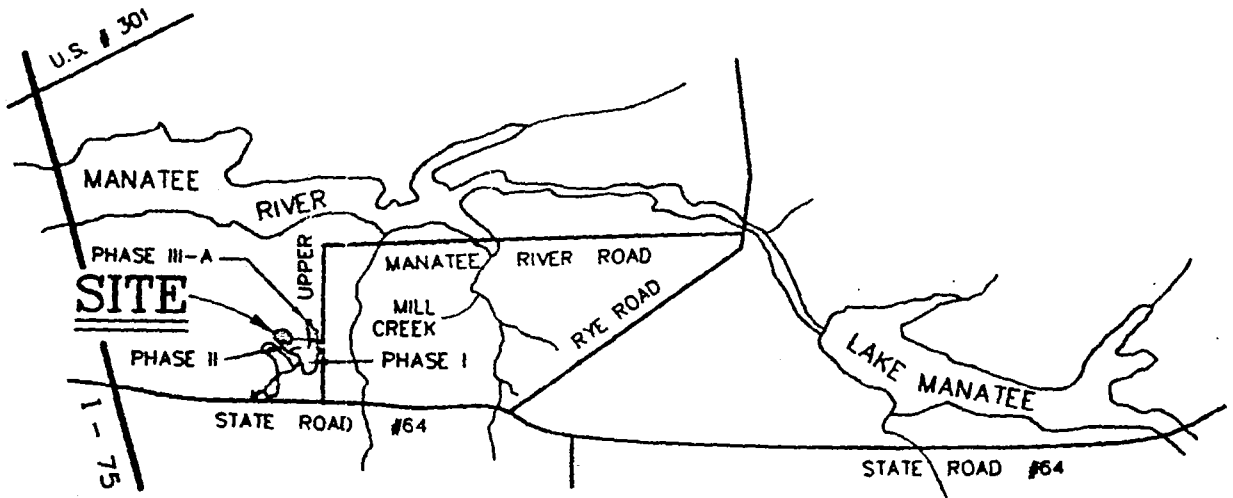 U.S. # 301
MANATEE
RIVER
PHASE III-A
UPPER
MANATEE RIVER ROAD
SITE
MILL
CREEK
RYE ROAD
PHASE II
PHASE I
LAKE MANATEE
STATE ROAD #64
I-75
STATE ROAD #64